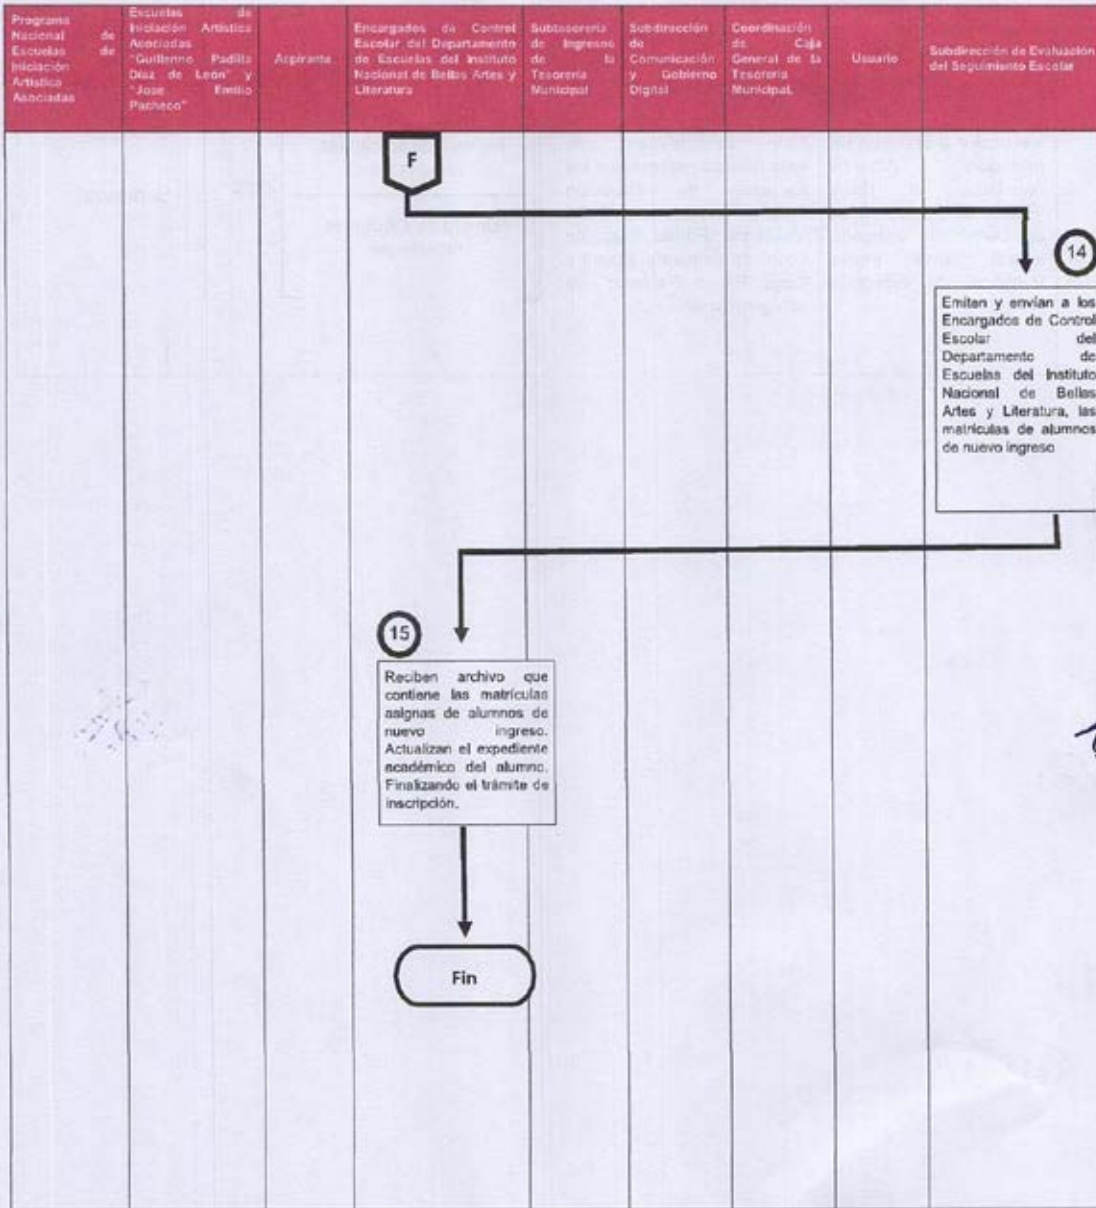 Programa
Nacional de
Escuelas de
Iniciación
Artística
Asociadas
Escuelas de
Iniciación Artística
Asociadas
"Guillermo Padilla
Díaz de León" y
"Jose Emilio
Pacheco"
Aspirante
Encargados de Control
Escolar del Departamento
de Escuelas del Instituto
Nacional de Bellas Artes y
Literatura
Subtesorería
de Ingresos
de la
Tesorería
Municipal
Subdirección
de
Comunicación
y Gobierno
Digital
Coordinación
de Caja
General de la
Tesorería
Municipal.
Usuario
Subdirección de Evaluación
del Seguimiento Escolar
F
14
Emiten y envían a los
Encargados de Control
Escolar del
Departamento de
Escuelas del Instituto
Nacional de Bellas
Artes y Literatura, las
matrículas de alumnos
de nuevo ingreso
15
Reciben archivo que
contiene las matrículas
asignas de alumnos de
nuevo ingreso.
Actualizan el expediente
académico del alumno.
Finalizando el trámite de
inscripción.
Fin